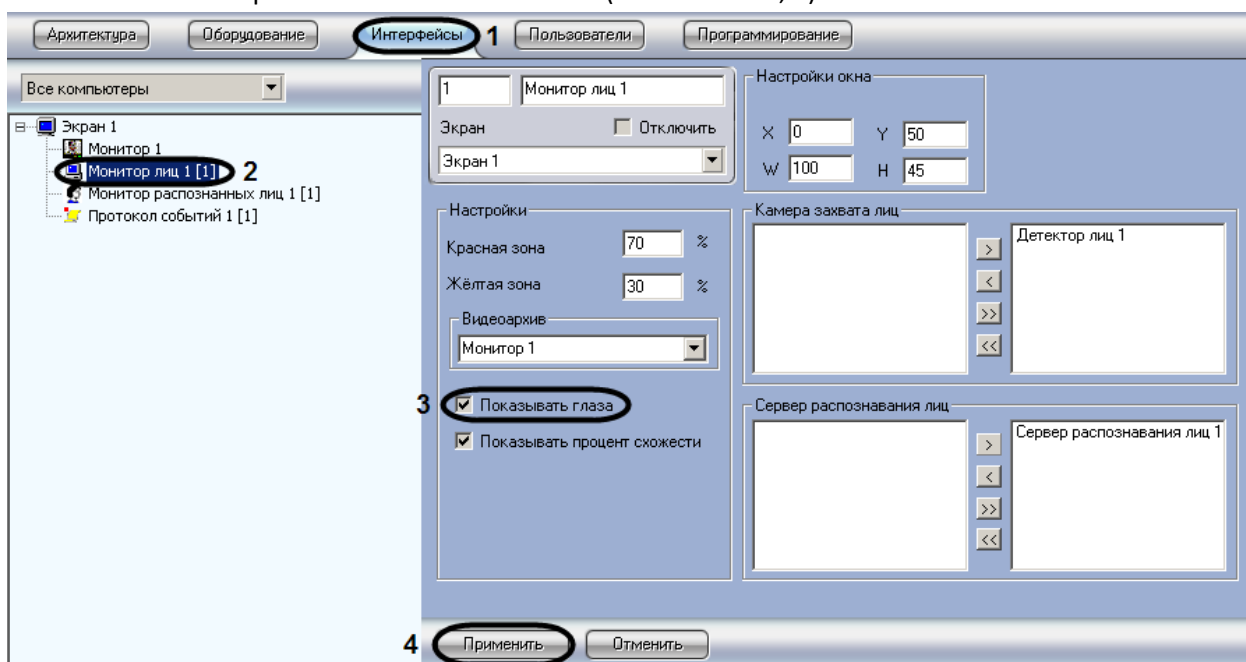 Архитектура
Оборудование
Интерфейсы
1
Пользователи
Программирование
Все компьютеры
Экран 1
Монитор 1
Монитор лиц 1 [1]
2
Монитор распознанных лиц 1 [1]
Протокол событий 1 [1]
1
Монитор лиц 1
Экран
Отключить
Экран 1
Настройки окна
X 0 Y 50
W 100 H 45
Настройки
Красная зона 70 %
Жёлтая зона 30 %
Видеоархив
Монитор 1
3
Показывать глаза
Показывать процент схожести
Камера захвата лиц
Детектор лиц 1
>
<
>>
<<
Сервер распознавания лиц
Сервер распознавания лиц 1
>
<
>>
<<
4
Применить
Отменить